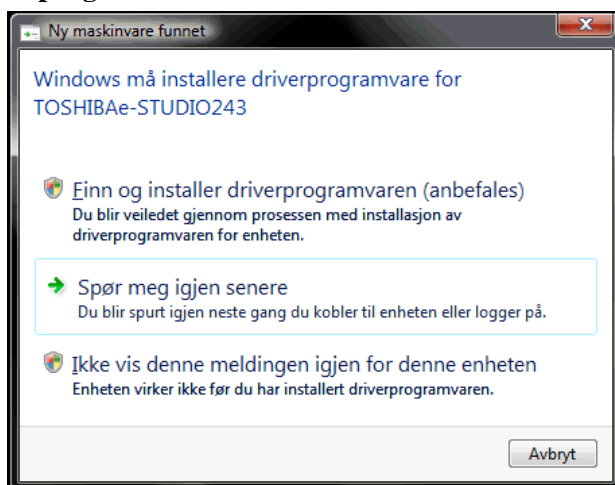 Ny maskinvare funnet
Windows må installere driverprogramvare for
TOSHIBAe-STUDIO243
Finn og installer driverprogramvaren (anbefales)
Du blir veiledet gjennom prosessen med installasjon av
driverprogramvaren for enheten.
Spør meg igjen senere
Du blir spurt igjen neste gang du kobler til enheten eller logger på.
Ikke vis denne meldingen igjen for denne enheten
Enheten virker ikke før du har installert driverprogramvaren.
Avbryt